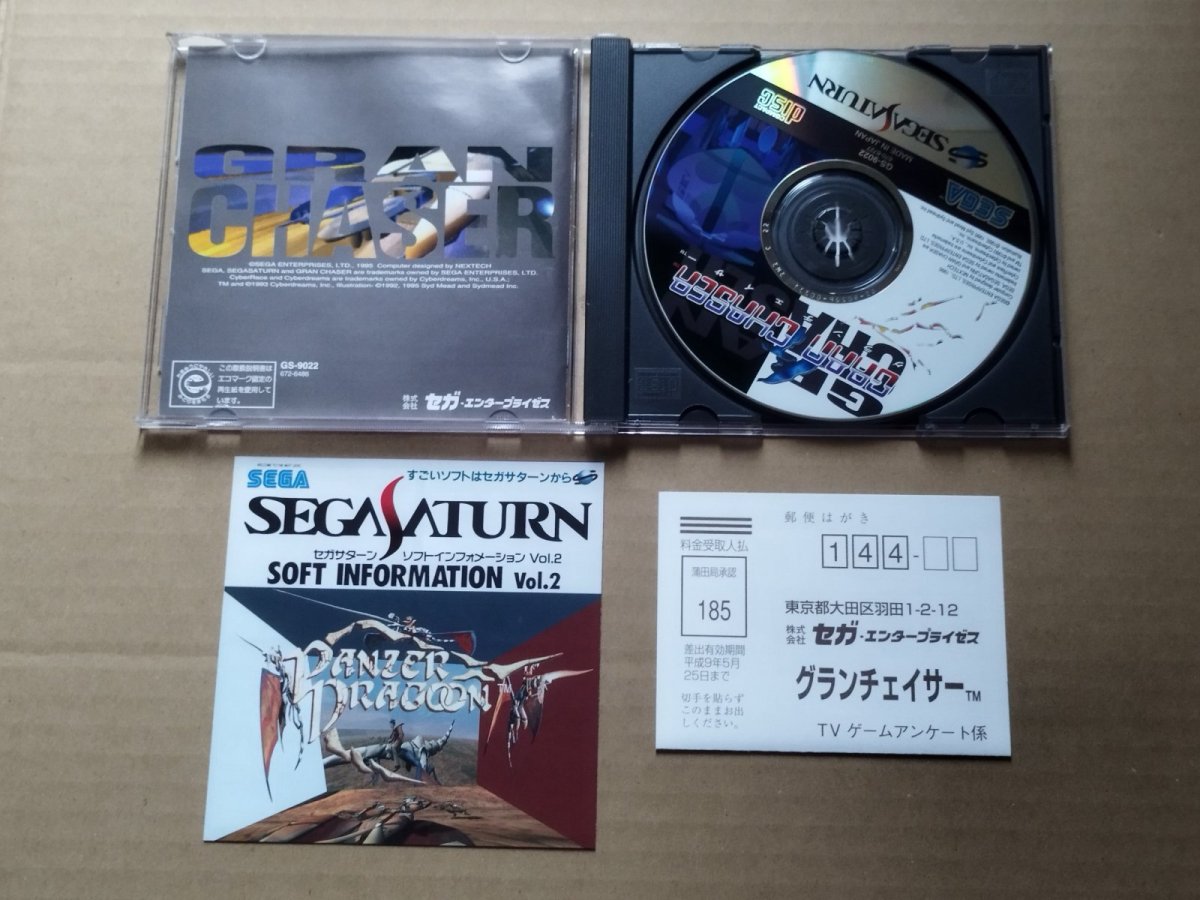 GRAN
CHASER
©SEGA ENTERPRISES, LTD., 1995 Computer designed by NEXTECH
SEGA, SEGASATURN and GRAN CHASER are trademarks owned by SEGA ENTERPRISES, LTD.
CyberRace and Cyberdreams are trademarks owned by Cyberdreams, Inc., U.S.A.;
TM and ©1993 Cyberdreams, Inc., Illustration- ©1992, 1995 Syd Mead and Sydmead Inc.
この取扱説明書は
エコマーク認定の
再生紙を使用して
います。
GS-9022
672-6486
株式会社 セガ・エンタープライゼス
SEGA SATURN
COMPACT disc
MADE IN JAPAN
GS-9022
SEGA
GRAN CHASER
SEGA
すごいソフトはセガサターンから
SEGA SATURN
セガサターン ソフトインフォメーション Vol.2
SOFT INFORMATION Vol.2
PANZER
DRAGOON™
郵便はがき
料金受取人払
144-
蒲田局承認
185
東京都大田区羽田1-2-12
株式会社 セガ・エンタープライゼス
差出有効期間
平成9年5月
25日まで
グランチェイサー™
切手を貼らず
このままお出
しください。
TVゲームアンケート係